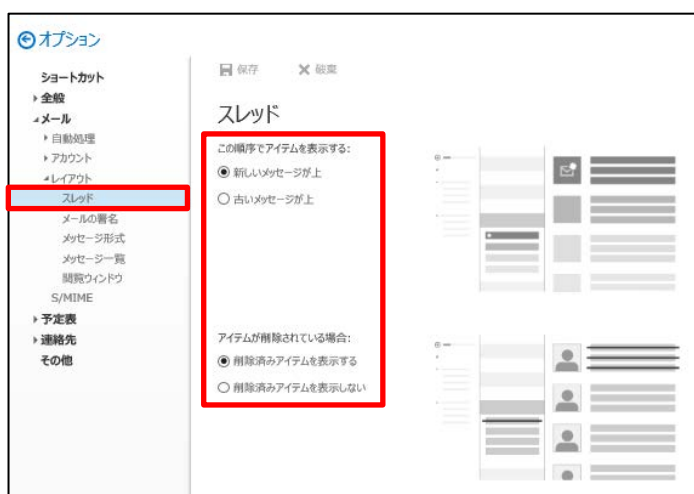 オプション
ショートカット
全般
メール
自動処理
アカウント
レイアウト
スレッド
メールの署名
メッセージ形式
メッセージ一覧
閲覧ウィンドウ
S/MIME
予定表
連絡先
その他
保存 破棄
スレッド
この順序でアイテムを表示する:
新しいメッセージが上
古いメッセージが上
アイテムが削除されている場合:
削除済みアイテムを表示する
削除済みアイテムを表示しない